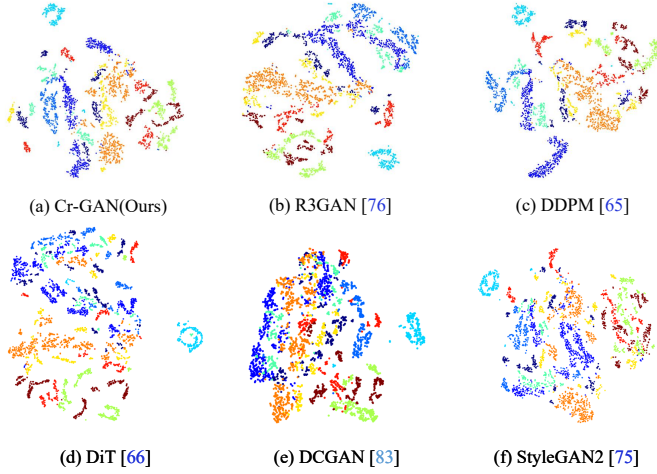 (a) Cr-GAN(Ours)
(b) R3GAN [76]
(c) DDPM [65]
(d) DiT [66]
(e) DCGAN [83]
(f) StyleGAN2 [75]